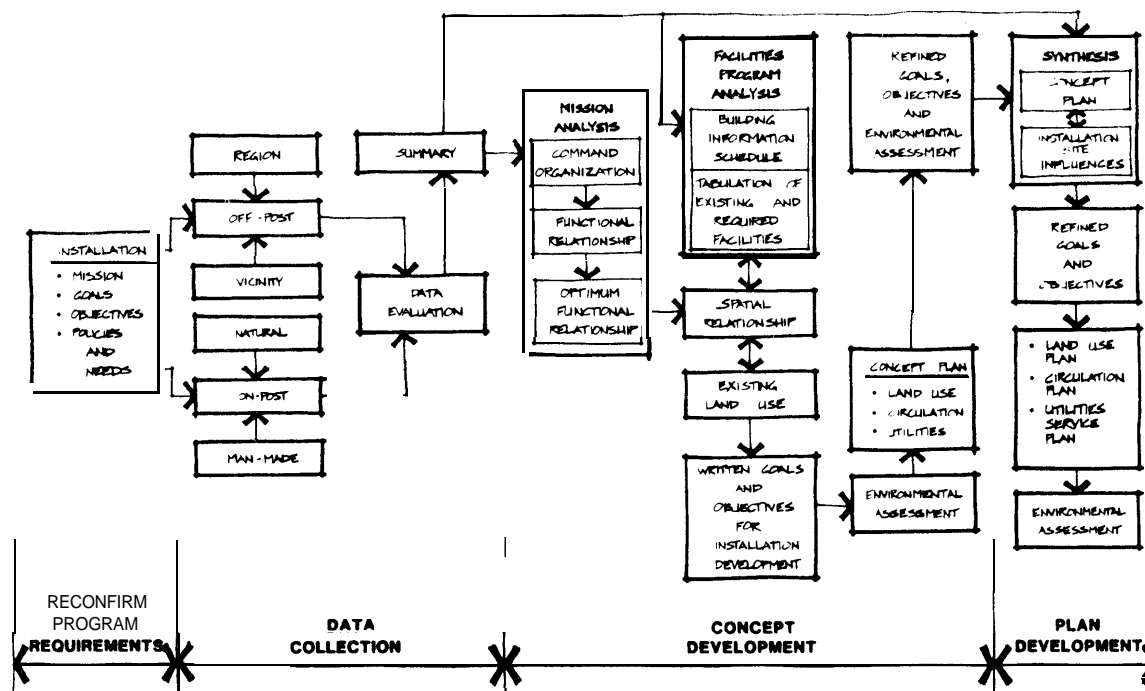 INSTALLATION
• MISSION
• GOALS
• OBJECTIVES
• POLICIES
AND
NEEDS
REGION
OFF-POST
VICINITY
NATURAL
ON-POST
MAN-MADE
SUMMARY
DATA
EVALUATION
MISSION
ANALYSIS
COMMAND
ORGANIZATION
FUNCTIONAL
RELATIONSHIP
OPTIMUM
FUNCTIONAL
RELATIONSHIP
FACILITIES
PROGRAM
ANALYSIS
BUILDING
INFORMATION
SCHEDULE
TABULATION OF
EXISTING AND
REQUIRED
FACILITIES
SPATIAL
RELATIONSHIP
EXISTING
LAND USE
WRITTEN GOALS
AND
OBJECTIVES
FOR
INSTALLATION
DEVELOPMENT
REFINED
GOALS,
OBJECTIVES
AND
ENVIRONMENTAL
ASSESSMENT
CONCEPT PLAN
• LAND USE
• CIRCULATION
• UTILITIES
ENVIRONMENTAL
ASSESSMENT
SYNTHESIS
CONCEPT
PLAN
INSTALLATION
SITE
INFLUENCES
REFINED
GOALS
AND
OBJECTIVES
• LAND USE
PLAN
• CIRCULATION
PLAN
• UTILITIES
SERVICE
PLAN
ENVIRONMENTAL
ASSESSMENT
RECONFIRM
PROGRAM
REQUIREMENTS
DATA
COLLECTION
CONCEPT
DEVELOPMENT
PLAN
DEVELOPMENT